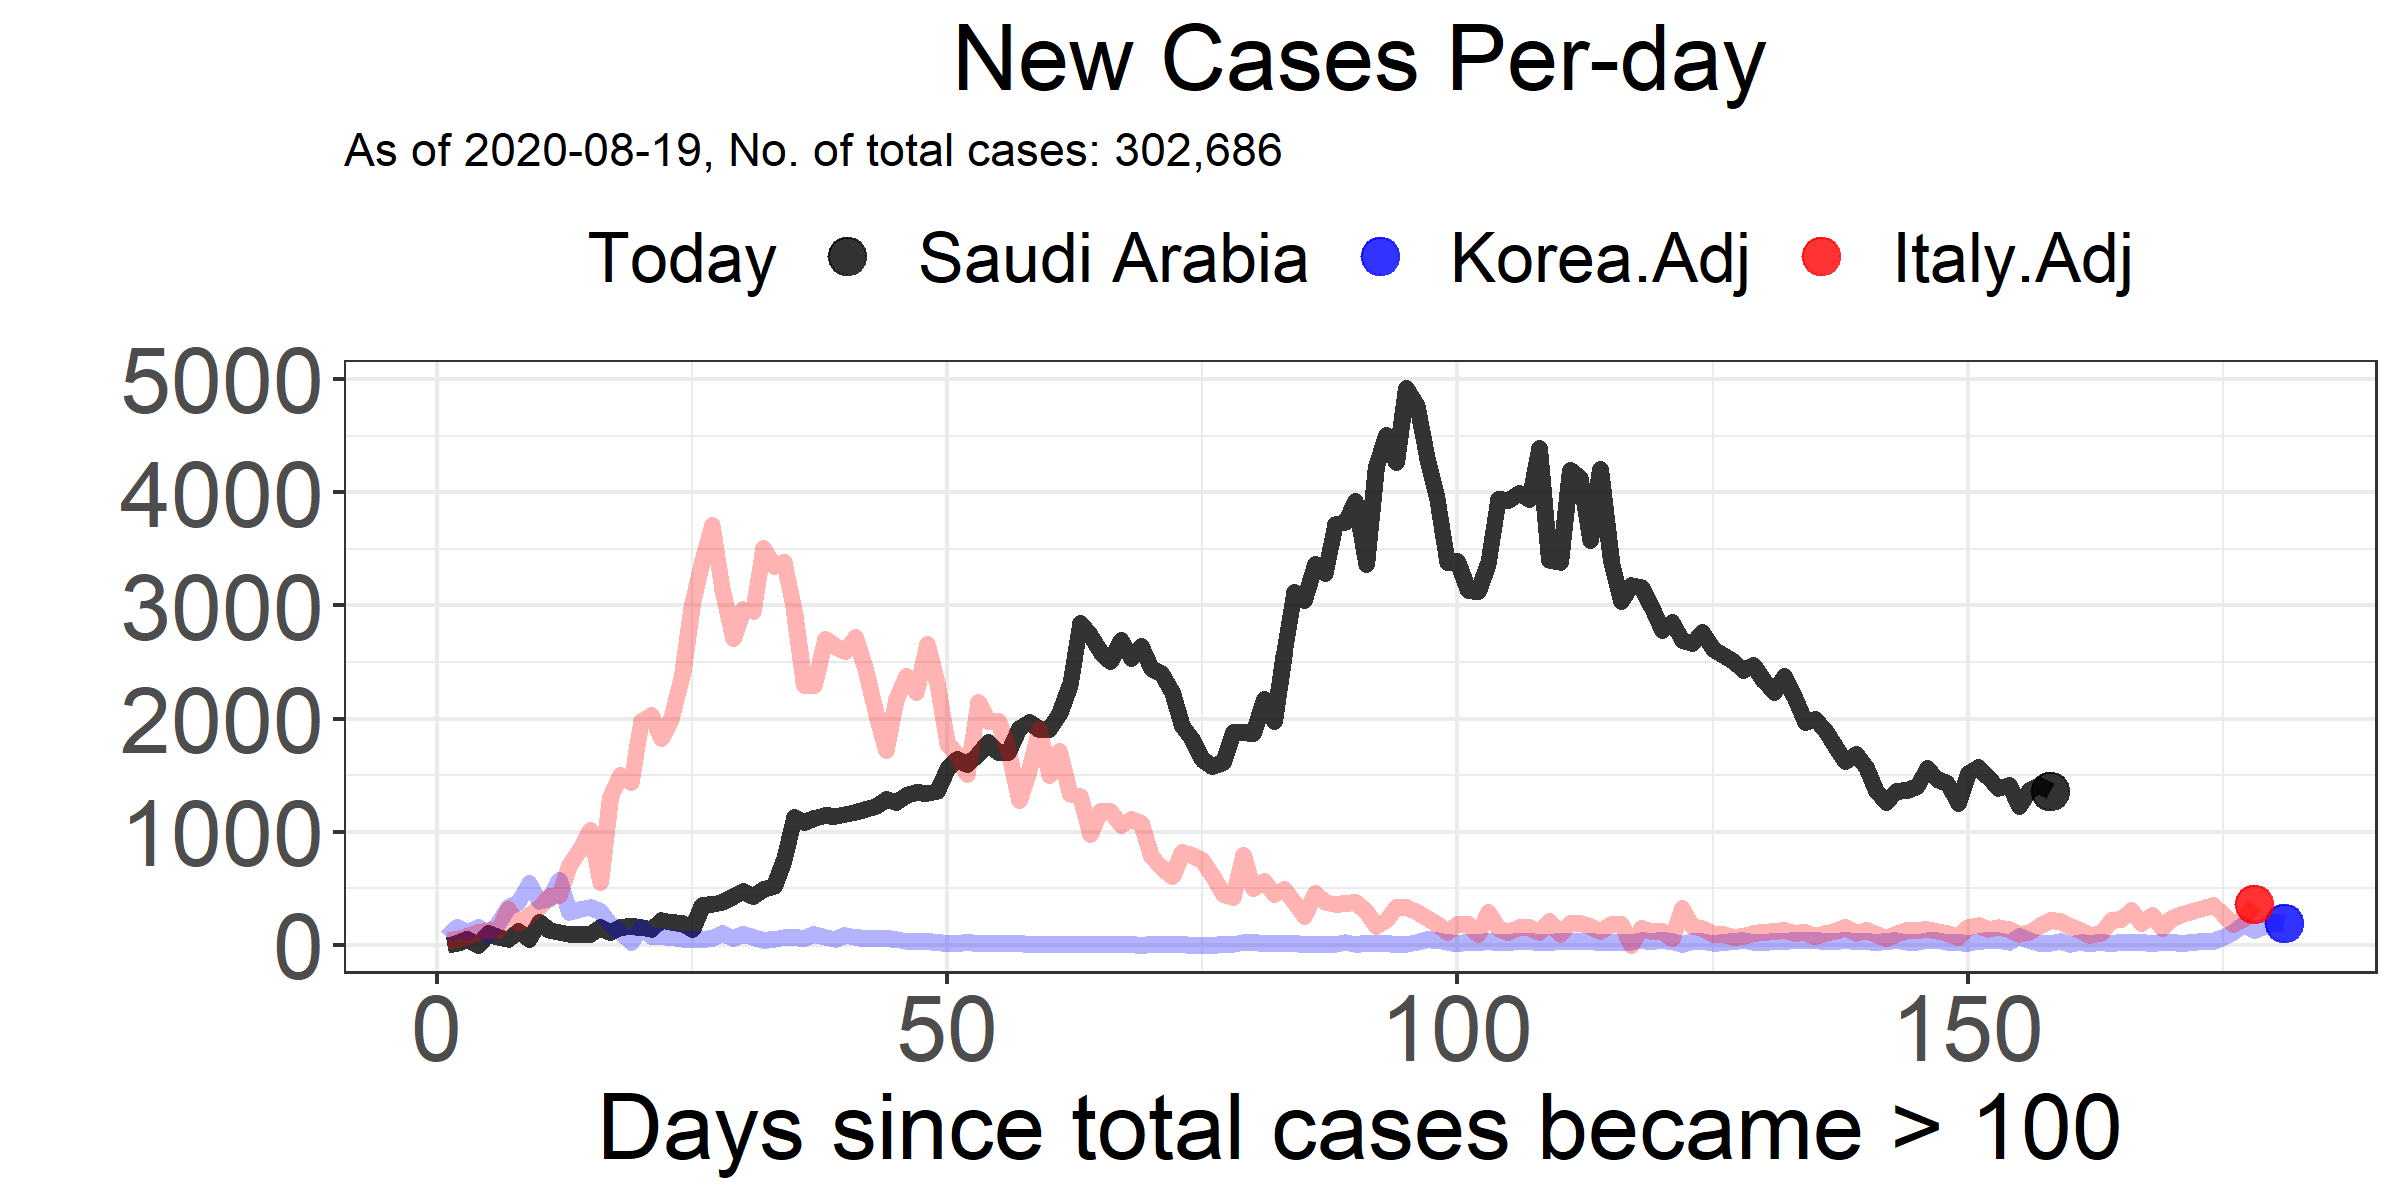 New Cases Per-day
As of 2020-08-19, No. of total cases: 302,686
Today Saudi Arabia Korea.Adj Italy.Adj
5000
4000
3000
2000
1000
0
0 50 100 150
Days since total cases became > 100